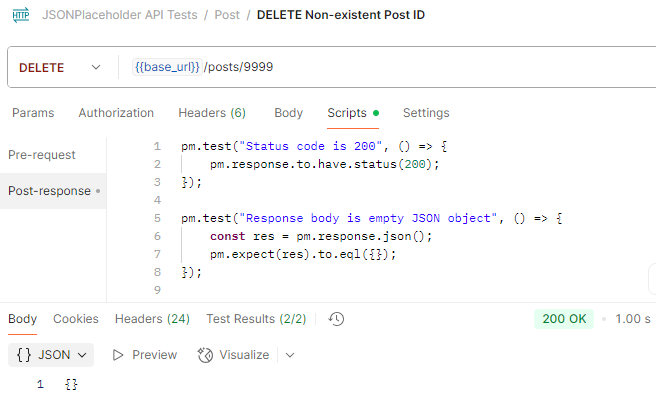 HTTP JSONPlaceholder API Tests / Post / DELETE Non-existent Post ID
DELETE {{base_url}} /posts/9999
Params Authorization Headers (6) Body Scripts Settings
Pre-request
Post-response
1 pm.test("Status code is 200", () => {
2 pm.response.to.have.status(200);
3 });
4
5 pm.test("Response body is empty JSON object", () => {
6 const res = pm.response.json();
7 pm.expect(res).to.eql({});
8 });
9
Body Cookies Headers (24) Test Results (2/2) 200 OK 1.00 s
{} JSON Preview Visualize
1 {}